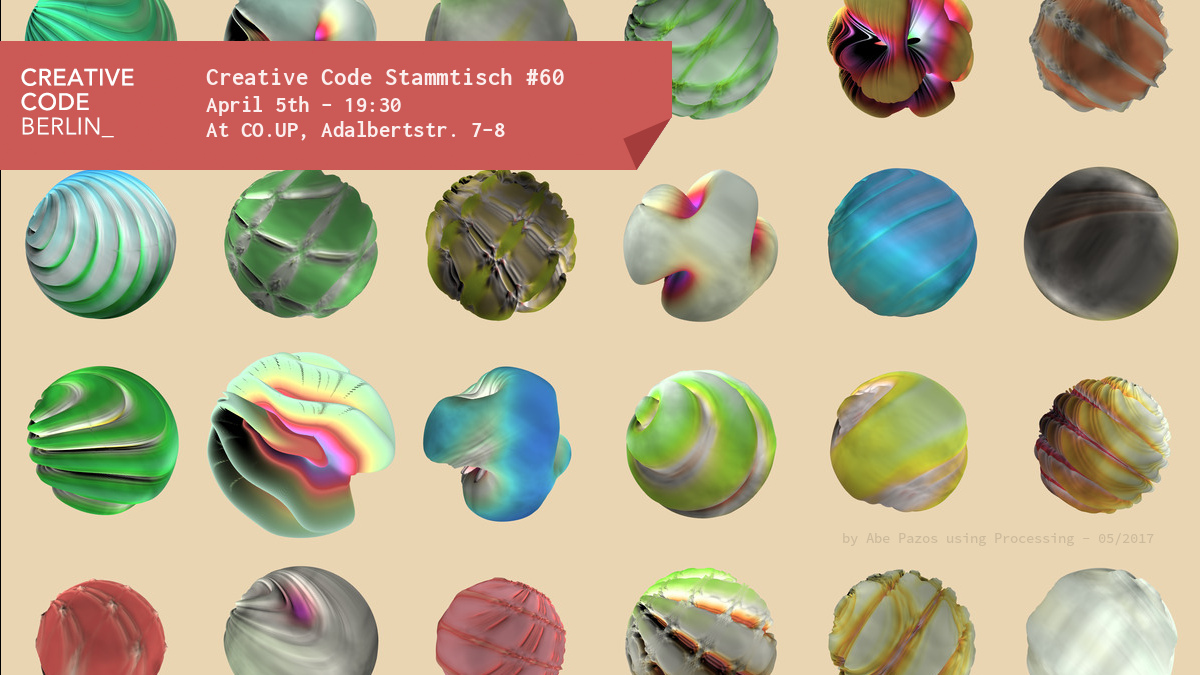 CREATIVE
CODE
BERLIN_
Creative Code Stammtisch #60
April 5th - 19:30
At CO.UP, Adalbertstr. 7-8
by Abe Pazos using Processing - 05/2017